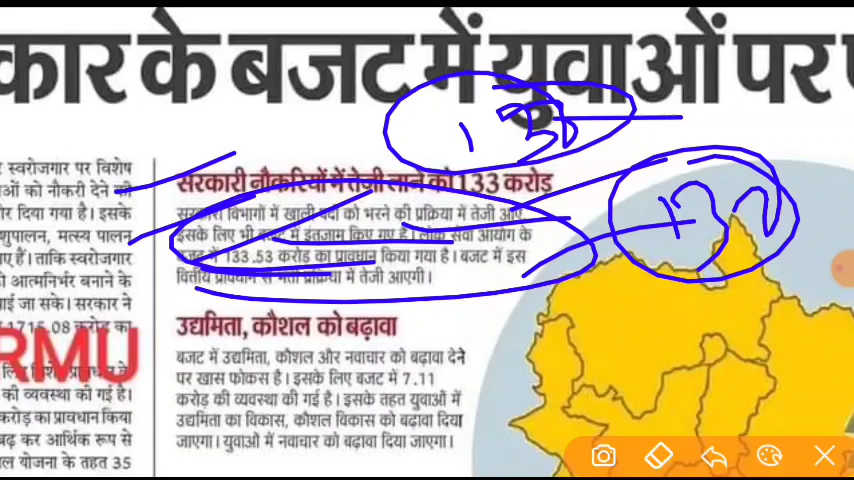 कार के बजट में युवाओं पर
स्वरोजगार पर विशेष
ओं को नौकरी देने को
दिया गया है। इसके
शुपालन, मत्स्य पालन
ए हैं। ताकि स्वरोजगार
आत्मनिर्भर बनाने के
ाई जा सके। सरकार ने
1715.08 करोड़ का
RMU
की व्यवस्था की गई है।
करोड़ का प्रावधान किया
बढ़ कर आर्थिक रूप से
ल योजना के तहत 35
सरकारी नौकरियों में तेजी लाने को 133 करोड़
सरकारी विभागों में खाली पदों को भरने की प्रक्रिया में तेजी आए,
इसके लिए भी बजट में इंतजाम किए गए हैं। लोक सेवा आयोग के
बजट में 133.53 करोड़ का प्रावधान किया गया है। बजट में इस
वित्तीय प्रावधान से भर्ती प्रक्रिया में तेजी आएगी।
उद्यमिता, कौशल को बढ़ावा
बजट में उद्यमिता, कौशल और नवाचार को बढ़ावा देने
पर खास फोकस है। इसके लिए बजट में 7.11
करोड़ की व्यवस्था की गई है। इसके तहत युवाओं में
उद्यमिता का विकास, कौशल विकास को बढ़ावा दिया
जाएगा। युवाओं में नवाचार को बढ़ावा दिया जाएगा।